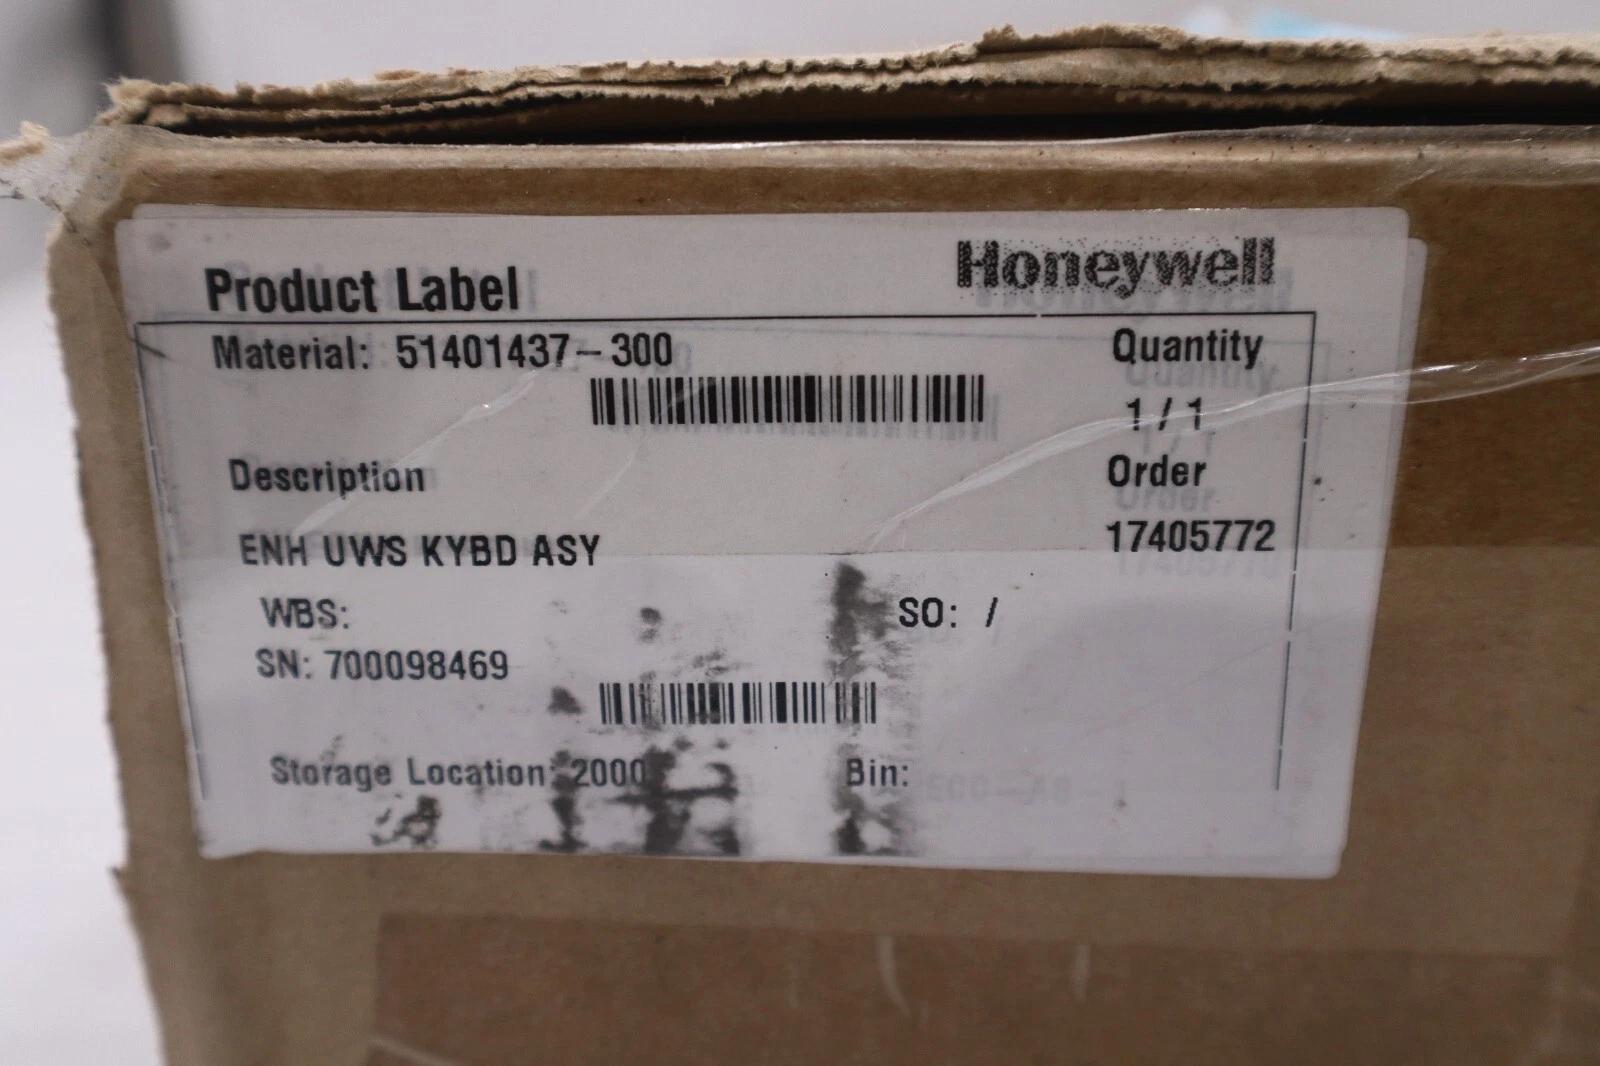 Product Label
Honeywell
Material: 51401437-300
Quantity
1 / 1
Description
Order
ENH UWS KYBD ASY
17405772
WBS:
SO: /
SN: 700098469
Storage Location: 2000
Bin: